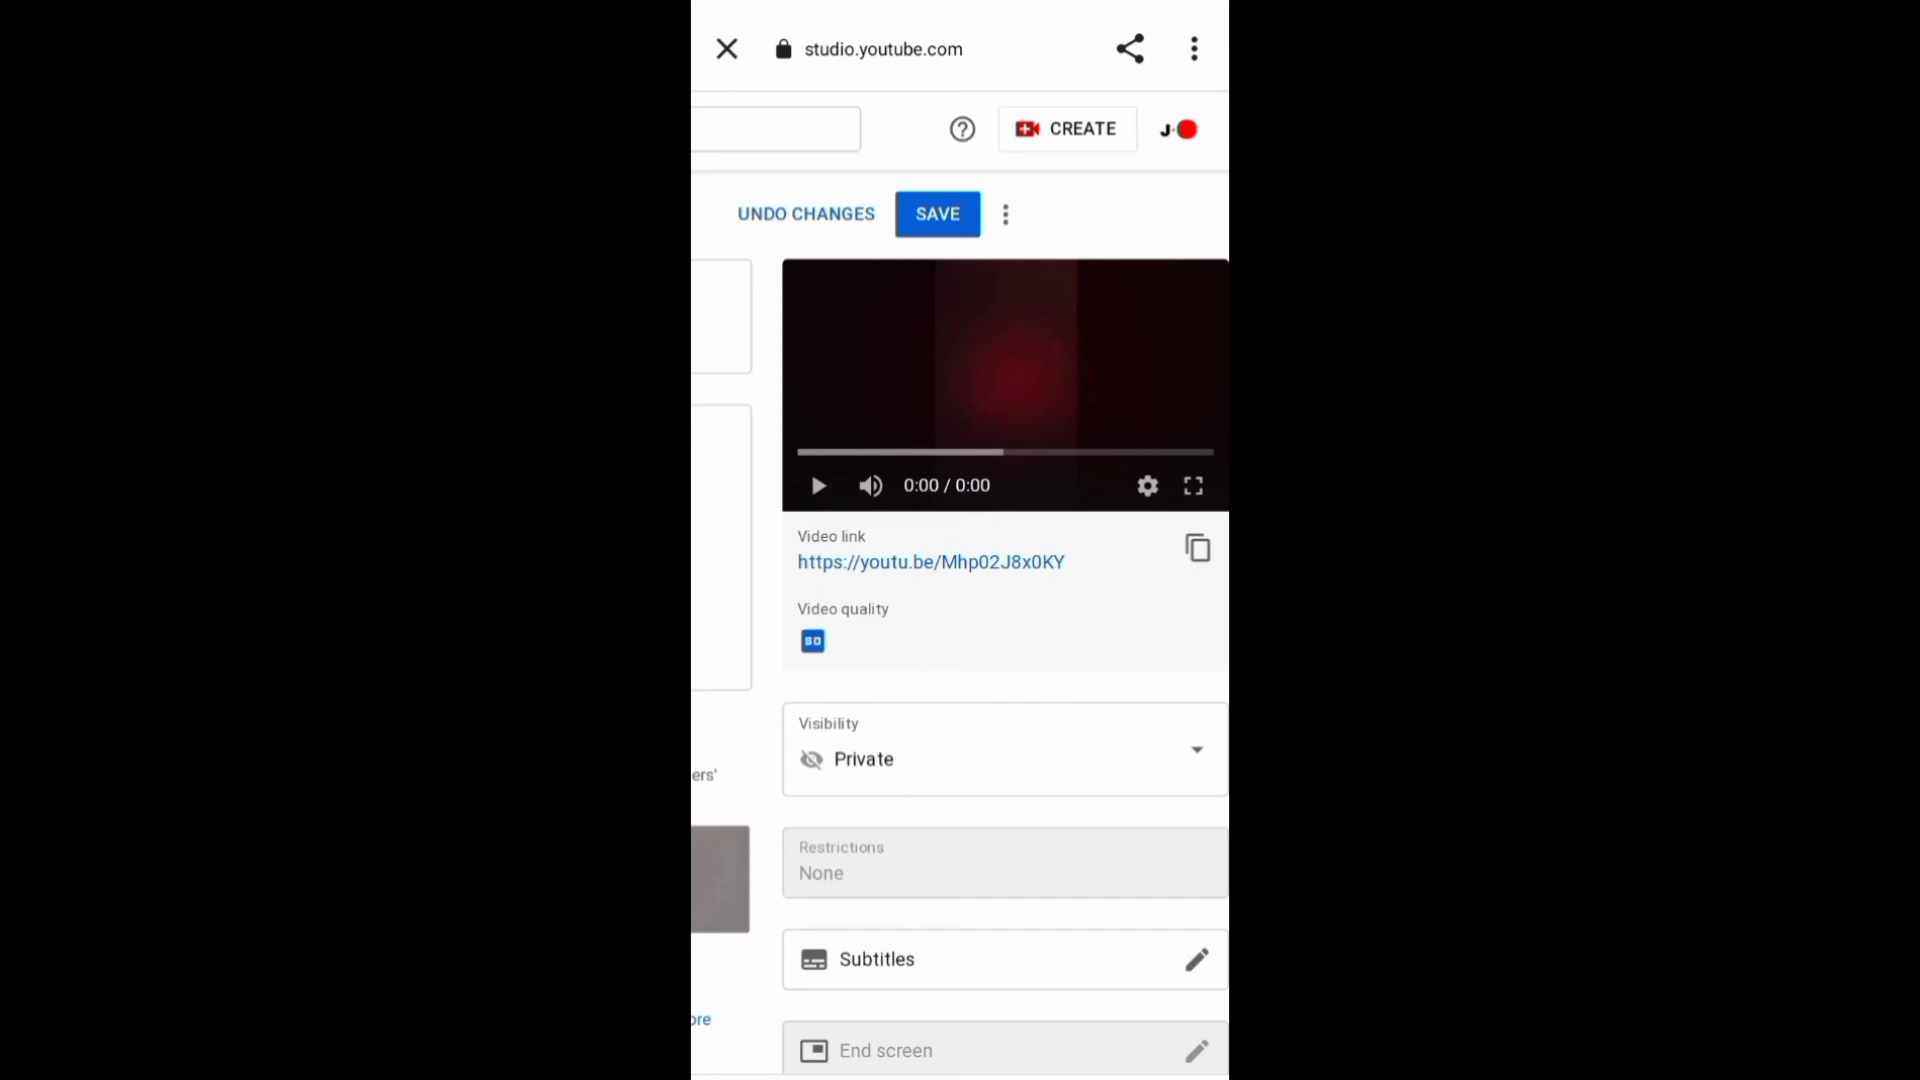 studio.youtube.com
CREATE
J
UNDO CHANGES
SAVE
0:00 / 0:00
Video link
https://youtu.be/Mhp02J8x0KY
Video quality
SD
Visibility
Private
ers'
Restrictions
None
Subtitles
ore
End screen